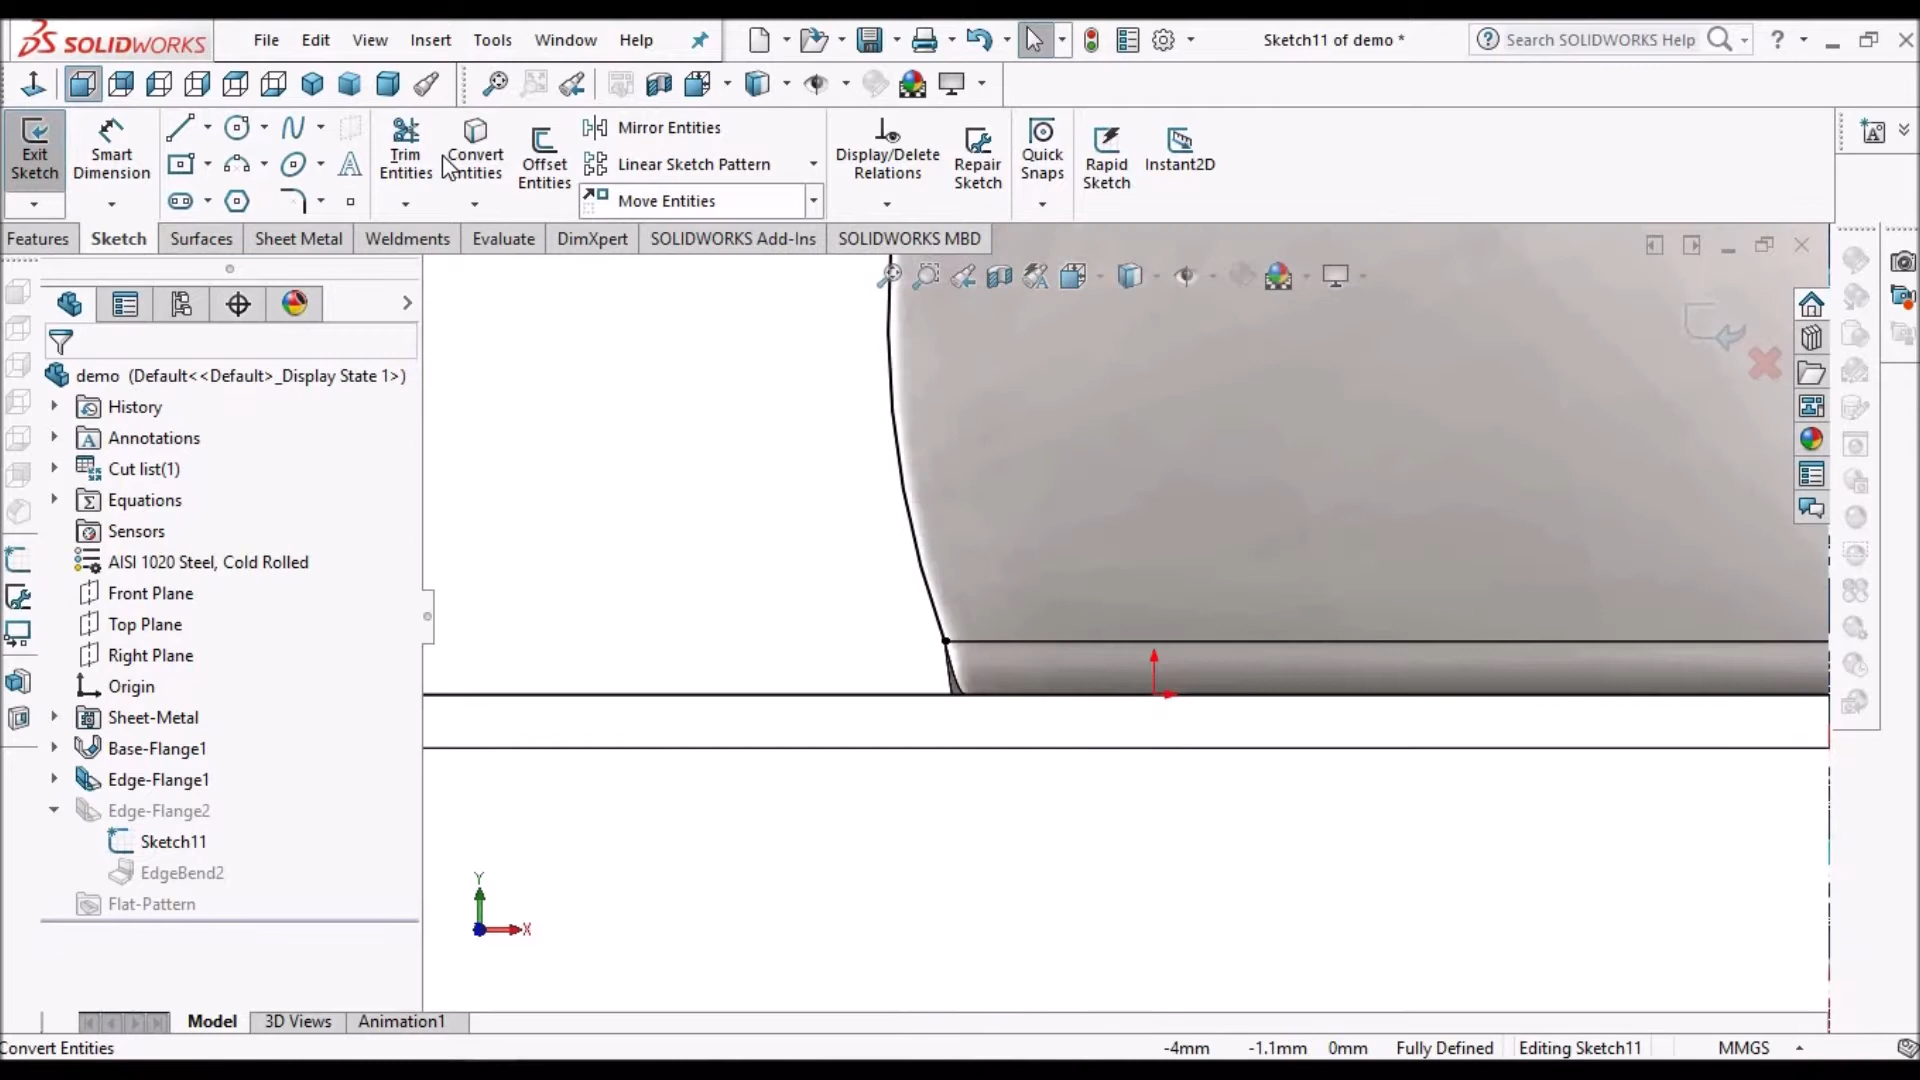 SOLIDWORKS
File Edit View Insert Tools Window Help
Sketch11 of demo *
Search SOLIDWORKS Help
?
Exit Sketch
Smart Dimension
Trim Entities
Convert Entities
Offset Entities
Mirror Entities
Linear Sketch Pattern
Move Entities
Display/Delete Relations
Repair Sketch
Quick Snaps
Rapid Sketch
Instant2D
Features Sketch Surfaces Sheet Metal Weldments Evaluate DimXpert SOLIDWORKS Add-Ins SOLIDWORKS MBD
demo (Default<<Default>_Display State 1>)
History
Annotations
Cut list(1)
Equations
Sensors
AISI 1020 Steel, Cold Rolled
Front Plane
Top Plane
Right Plane
Origin
Sheet-Metal
Base-Flange1
Edge-Flange1
Edge-Flange2
Sketch11
EdgeBend2
Flat-Pattern
Y
X
Model 3D Views Animation1
Convert Entities
-4mm -1.1mm 0mm Fully Defined Editing Sketch11 MMGS